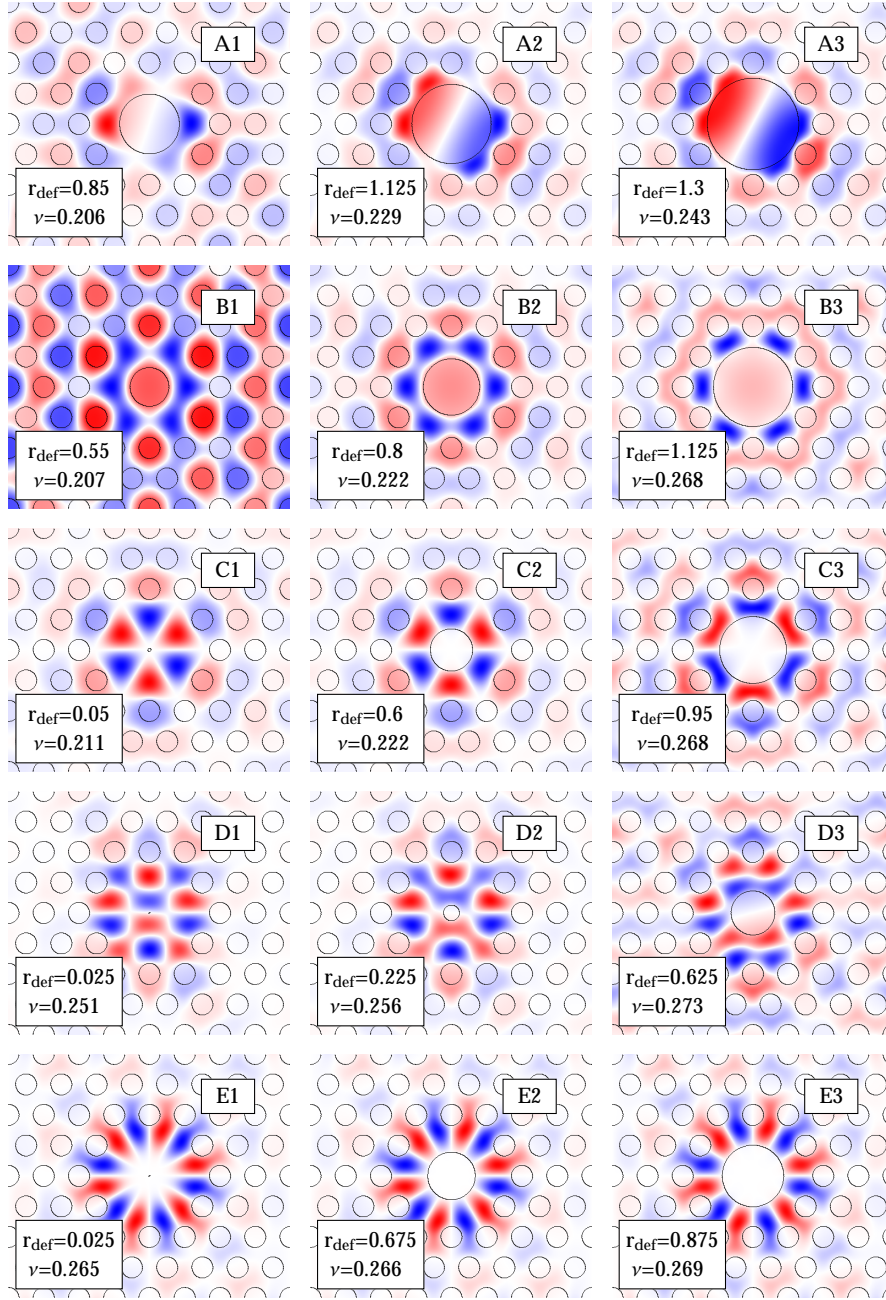 A1
r_def=0.85
ν=0.206
A2
r_def=1.125
ν=0.229
A3
r_def=1.3
ν=0.243
B1
r_def=0.55
ν=0.207
B2
r_def=0.8
ν=0.222
B3
r_def=1.125
ν=0.268
C1
r_def=0.05
ν=0.211
C2
r_def=0.6
ν=0.222
C3
r_def=0.95
ν=0.268
D1
r_def=0.025
ν=0.251
D2
r_def=0.225
ν=0.256
D3
r_def=0.625
ν=0.273
E1
r_def=0.025
ν=0.265
E2
r_def=0.675
ν=0.266
E3
r_def=0.875
ν=0.269